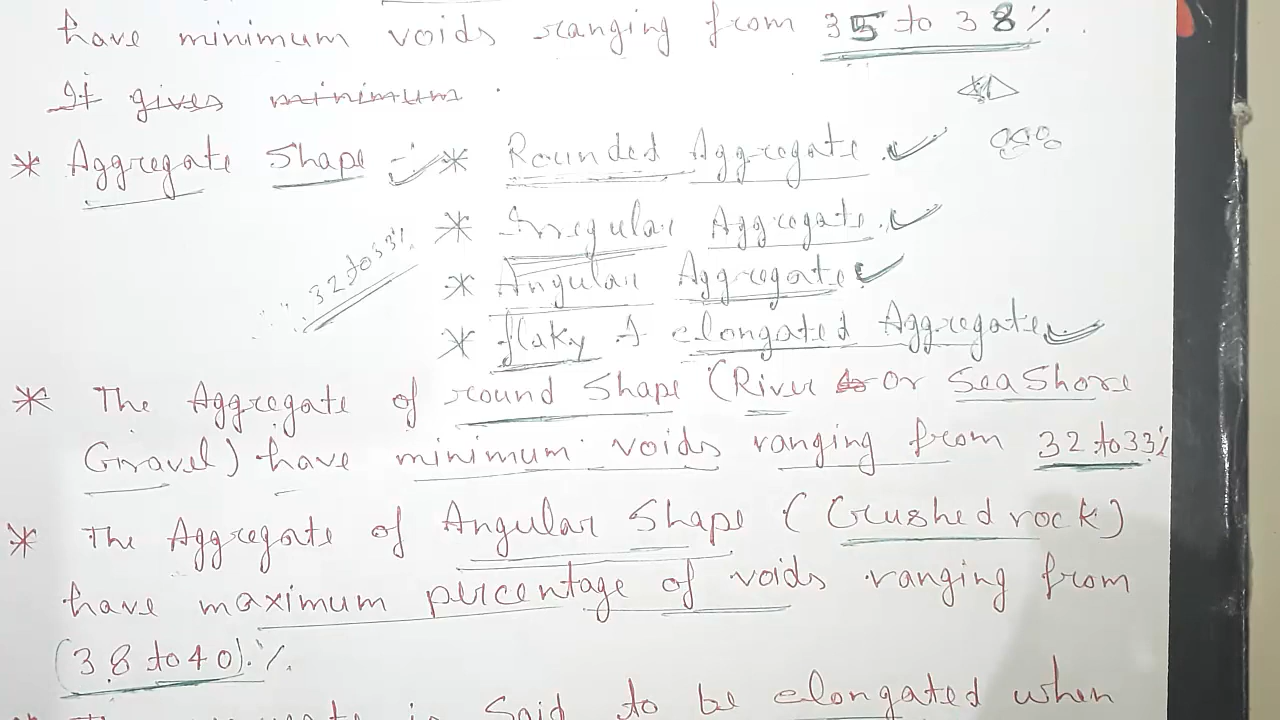 have minimum voids ranging from 35 to 38%.
It gives minimum
* Aggregate Shape - * Rounded Aggregate.
* Irregular Aggregate.
32 to 33%
* Angular Aggregate
* flaky & elongated Aggregate
* The Aggregate of round Shape (River or Sea Shore
Gravel) have minimum voids ranging from 32 to 33%
* The Aggregate of Angular Shape (Crushed rock)
have maximum percentage of voids ranging from
(38 to 40)%.
is Said to be elongated when